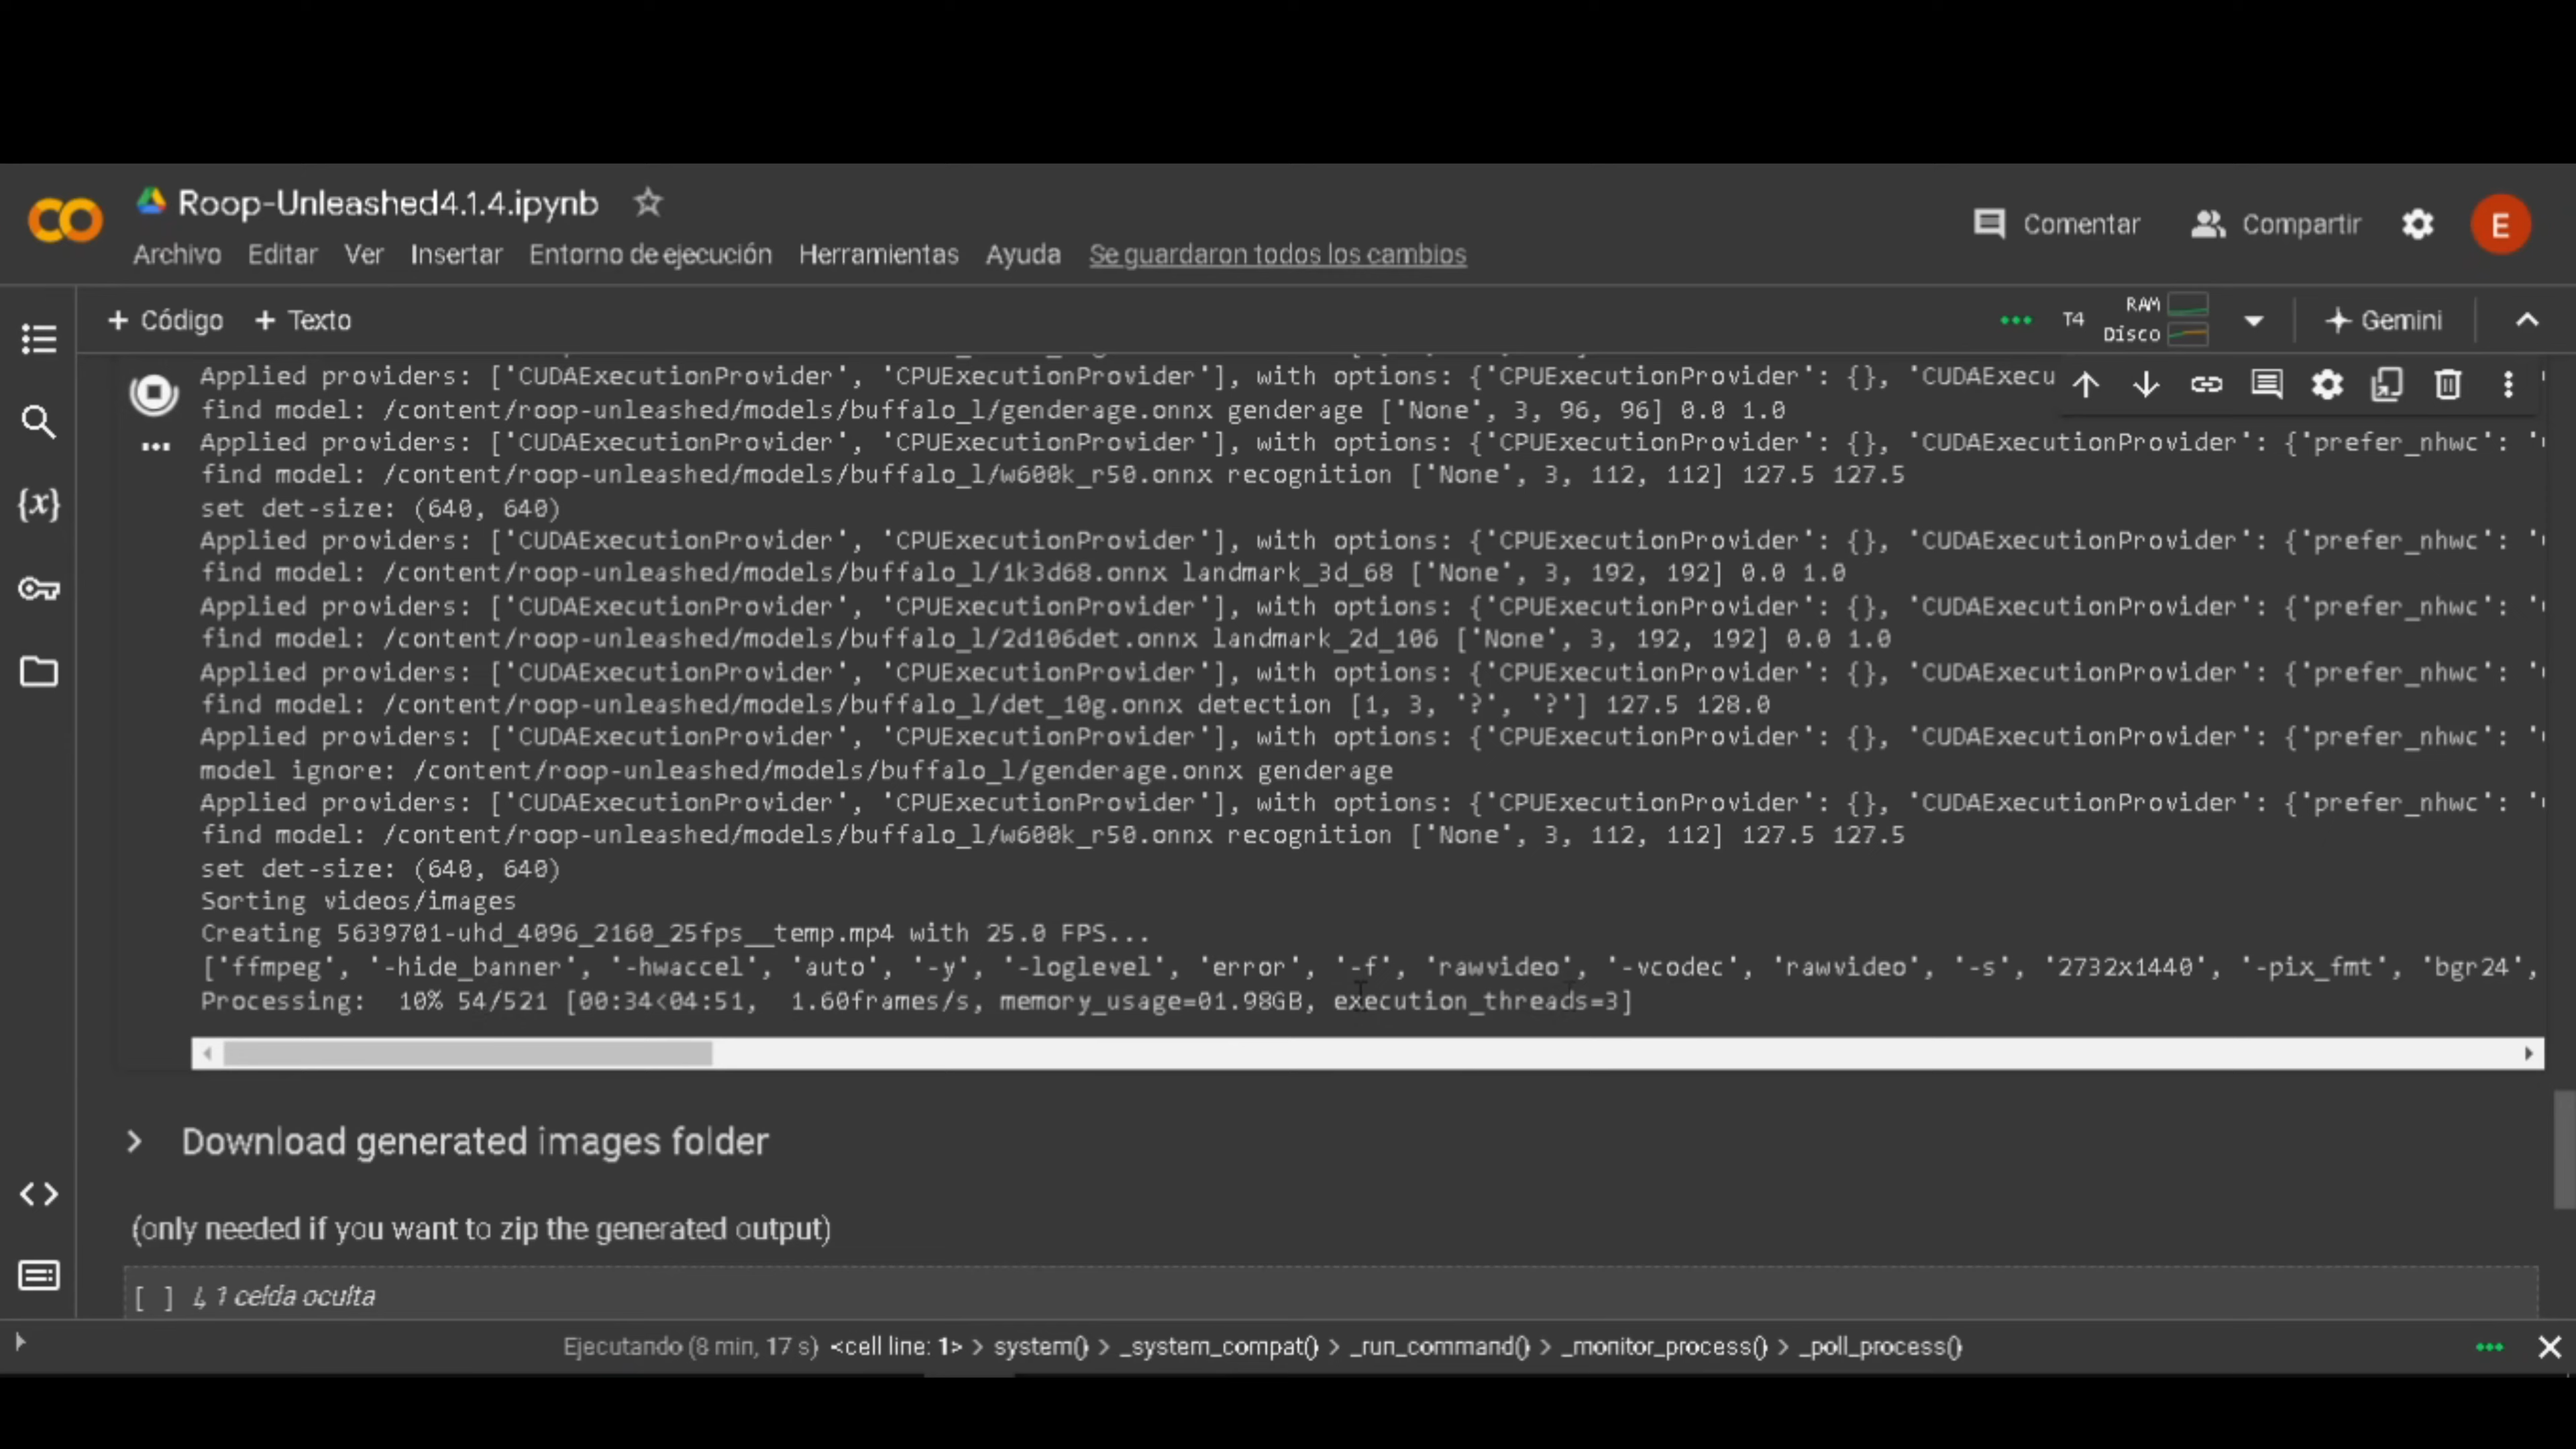 Roop-Unleashed4.1.4.ipynb
Comentar
Compartir
E
Archivo Editar Ver Insertar Entorno de ejecución Herramientas Ayuda Se guardaron todos los cambios
+ Código + Texto
T4
RAM
Disco
Gemini
Applied providers: ['CUDAExecutionProvider', 'CPUExecutionProvider'], with options: {'CPUExecutionProvider': {}, 'CUDAExecu
find model: /content/roop-unleashed/models/buffalo_l/genderage.onnx genderage ['None', 3, 96, 96] 0.0 1.0
Applied providers: ['CUDAExecutionProvider', 'CPUExecutionProvider'], with options: {'CPUExecutionProvider': {}, 'CUDAExecutionProvider': {'prefer_nhwc': '
find model: /content/roop-unleashed/models/buffalo_l/w600k_r50.onnx recognition ['None', 3, 112, 112] 127.5 127.5
set det-size: (640, 640)
Applied providers: ['CUDAExecutionProvider', 'CPUExecutionProvider'], with options: {'CPUExecutionProvider': {}, 'CUDAExecutionProvider': {'prefer_nhwc': '
find model: /content/roop-unleashed/models/buffalo_l/1k3d68.onnx landmark_3d_68 ['None', 3, 192, 192] 0.0 1.0
Applied providers: ['CUDAExecutionProvider', 'CPUExecutionProvider'], with options: {'CPUExecutionProvider': {}, 'CUDAExecutionProvider': {'prefer_nhwc': '
find model: /content/roop-unleashed/models/buffalo_l/2d106det.onnx landmark_2d_106 ['None', 3, 192, 192] 0.0 1.0
Applied providers: ['CUDAExecutionProvider', 'CPUExecutionProvider'], with options: {'CPUExecutionProvider': {}, 'CUDAExecutionProvider': {'prefer_nhwc': '
find model: /content/roop-unleashed/models/buffalo_l/det_10g.onnx detection [1, 3, '?', '?'] 127.5 128.0
Applied providers: ['CUDAExecutionProvider', 'CPUExecutionProvider'], with options: {'CPUExecutionProvider': {}, 'CUDAExecutionProvider': {'prefer_nhwc': '
model ignore: /content/roop-unleashed/models/buffalo_l/genderage.onnx genderage
Applied providers: ['CUDAExecutionProvider', 'CPUExecutionProvider'], with options: {'CPUExecutionProvider': {}, 'CUDAExecutionProvider': {'prefer_nhwc': '
find model: /content/roop-unleashed/models/buffalo_l/w600k_r50.onnx recognition ['None', 3, 112, 112] 127.5 127.5
set det-size: (640, 640)
Sorting videos/images
Creating 5639701-uhd_4096_2160_25fps__temp.mp4 with 25.0 FPS...
['ffmpeg', '-hide_banner', '-hwaccel', 'auto', '-y', '-loglevel', 'error', '-f', 'rawvideo', '-vcodec', 'rawvideo', '-s', '2732x1440', '-pix_fmt', 'bgr24',
Processing: 10% 54/521 [00:34<04:51, 1.60frames/s, memory_usage=01.98GB, execution_threads=3]
Download generated images folder
(only needed if you want to zip the generated output)
[ ] ↳ 1 celda oculta
Ejecutando (8 min, 17 s) <cell line: 1> > system() > _system_compat() > _run_command() > _monitor_process() > _poll_process()